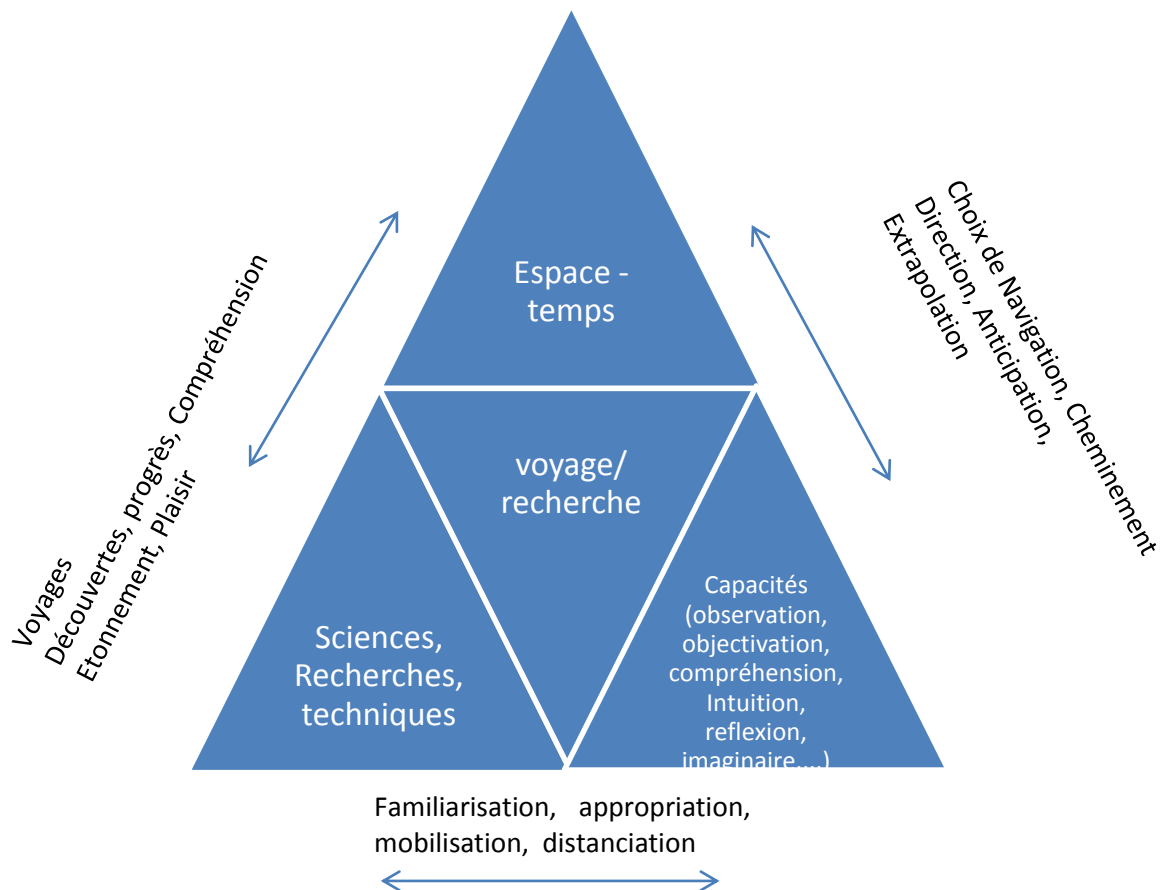 Espace -
temps
Voyages
Découvertes, progrès, Compréhension
Etonnement, Plaisir
Choix de Navigation, Cheminement
Direction, Anticipation,
Extrapolation
voyage/
recherche
Sciences,
Recherches,
techniques
Capacités
(observation,
objectivation,
compréhension,
Intuition,
reflexion,
imaginaire,...)
Familiarisation, appropriation,
mobilisation, distanciation